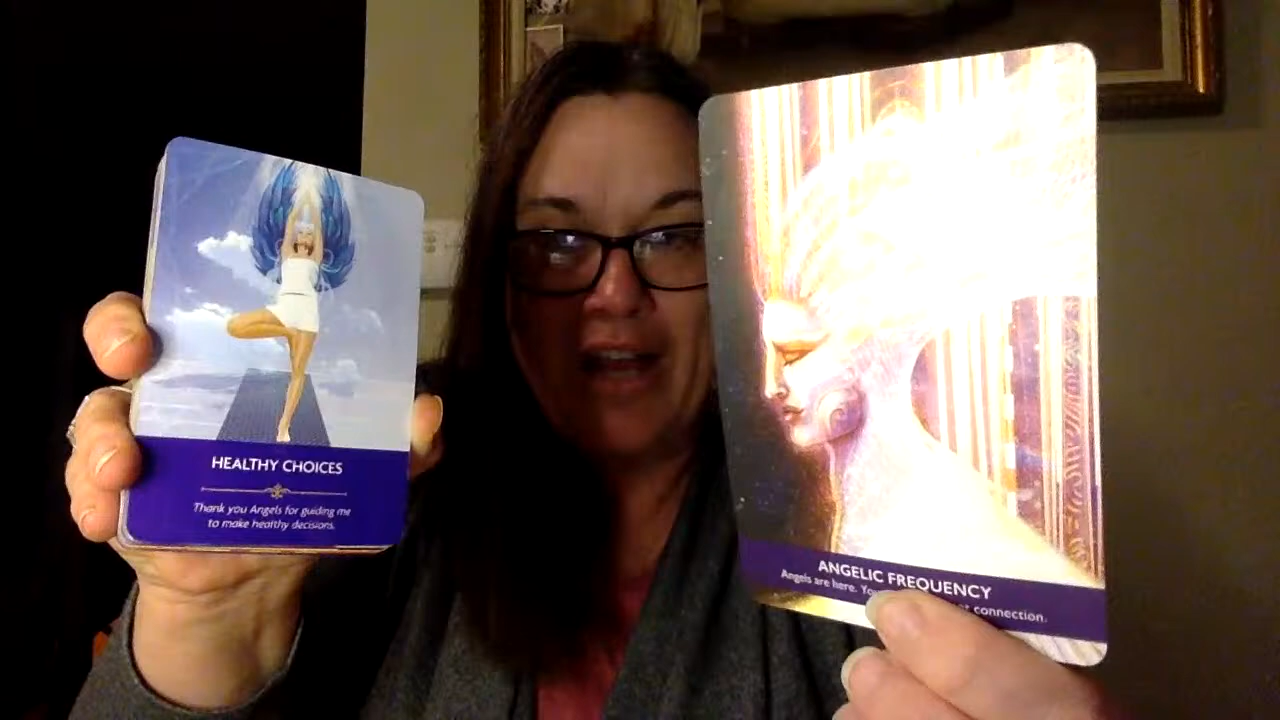 HEALTHY CHOICES
Thank you Angels for guiding me
to make healthy decisions.
ANGELIC FREQUENCY
Angels are here. connection.